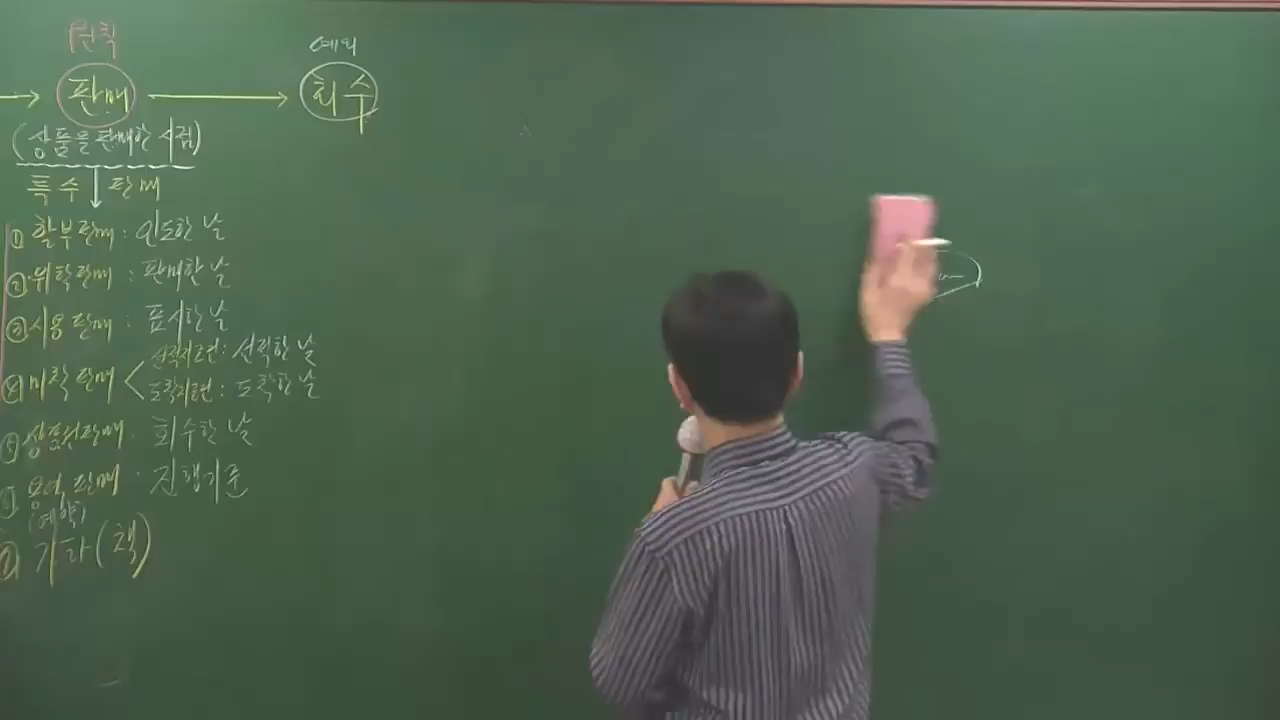 원칙
예외
→ 판매 → 회수
(상품을 판매한 시점)
특수 판매
① 할부판매 : 인도한 날
② 위탁판매 : 판매한 날
③ 시용판매 : 표시한 날
④ 미착판매 < 선적지조건 : 선적한 날
도착지조건 : 도착한 날
⑤ 상품권판매 · 회수한 날
⑥ 용역판매 · 진행기준
(예약)
⑦ 기타(책)